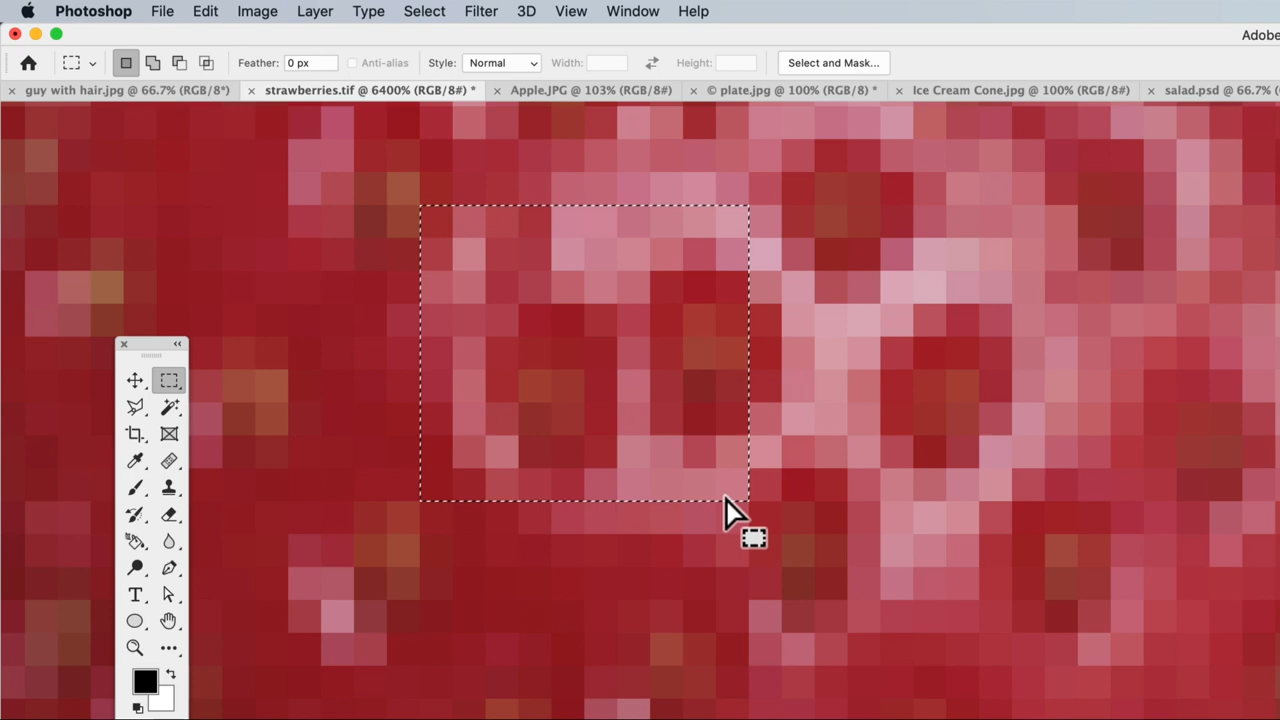 Photoshop File Edit Image Layer Type Select Filter 3D View Window Help
Adobe
Feather: 0 px Anti-alias Style: Normal Width: Height: Select and Mask...
guy with hair.jpg @ 66.7% (RGB/8*) strawberries.tif @ 6400% (RGB/8#) * Apple.JPG @ 103% (RGB/8#) © plate.jpg @ 100% (RGB/8) * Ice Cream Cone.jpg @ 100% (RGB/8#) salad.psd @ 66.7% (